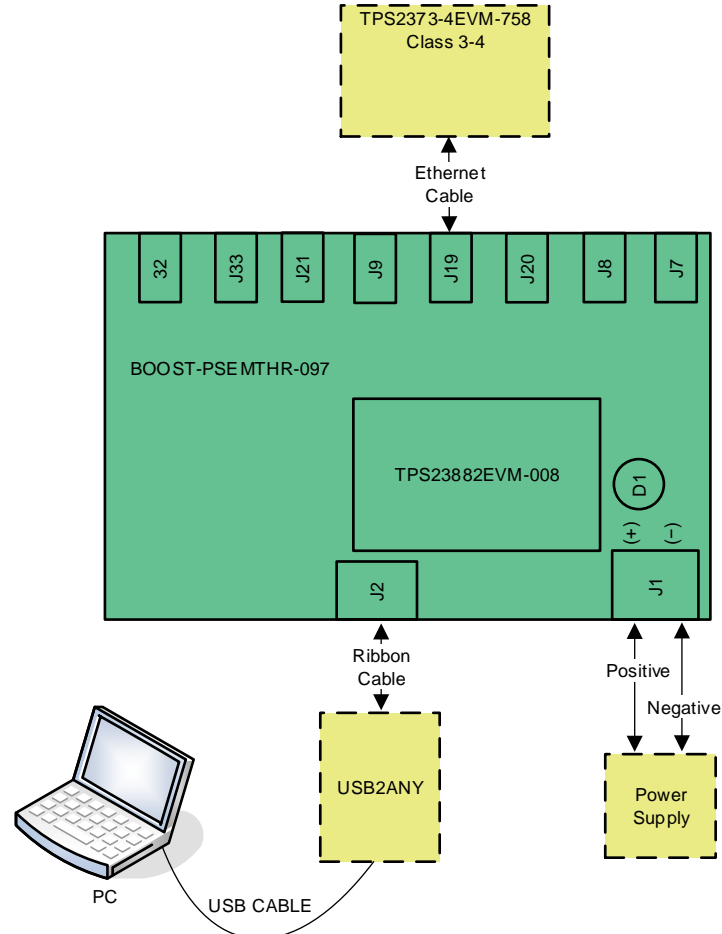 TPS2373-4EVM-758
Class 3-4
Ethernet
Cable
32
J33
J21
J9
J19
J20
J8
J7
BOOST-PSEMTHR-097
TPS23882EVM-008
D1
(+)
(−)
J2
J1
Ribbon
Cable
Positive
Negative
USB2ANY
Power
Supply
PC
USB CABLE